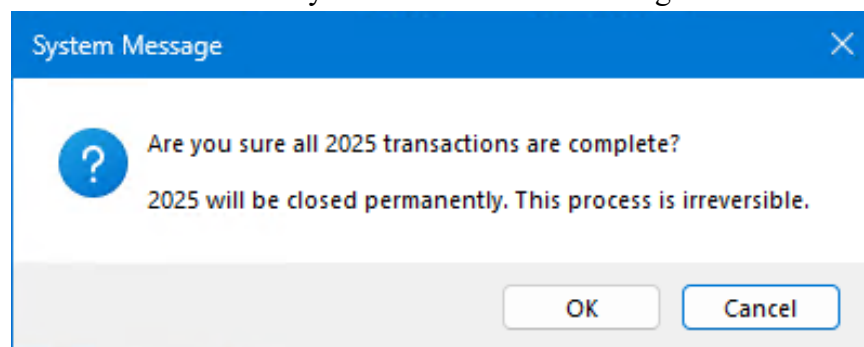 System Message
Are you sure all 2025 transactions are complete?
2025 will be closed permanently. This process is irreversible.
OK
Cancel